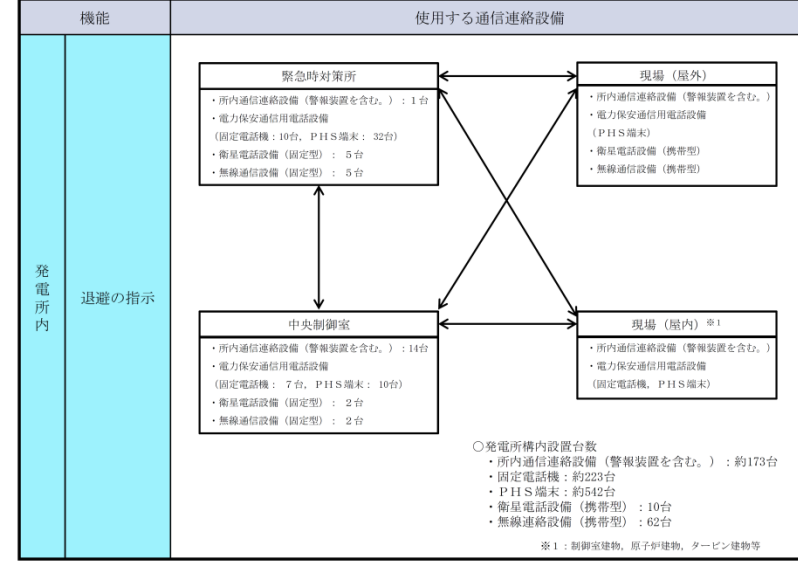 機能
使用する通信連絡設備
発電所内
退避の指示
緊急時対策所
・所内通信連絡設備（警報装置を含む。）：１台
・電力保安通信用電話設備
（固定電話機：10台，ＰＨＳ端末： 32台）
・衛星電話設備（固定型）： ５台
・無線通信設備（固定型）： ５台
現場（屋外）
・所内通信連絡設備（警報装置を含む。）
・電力保安通信用電話設備
（ＰＨＳ端末）
・衛星電話設備（携帯型）
・無線通信設備（携帯型）
中央制御室
・所内通信連絡設備（警報装置を含む。）：14台
・電力保安通信用電話設備
（固定電話機： ７台，ＰＨＳ端末： 10台）
・衛星電話設備（固定型）： ２台
・無線通信設備（固定型）： ２台
現場（屋内）※１
・所内通信連絡設備（警報装置を含む。）
・電力保安通信用電話設備
（固定電話機，ＰＨＳ端末）
○発電所構内設置台数
・所内通信連絡設備（警報装置を含む。）：約173台
・固定電話機：約223台
・ＰＨＳ端末：約542台
・衛星電話設備（携帯型）：10台
・無線連絡設備（携帯型）：62台
※１：制御室建物，原子炉建物，タービン建物等